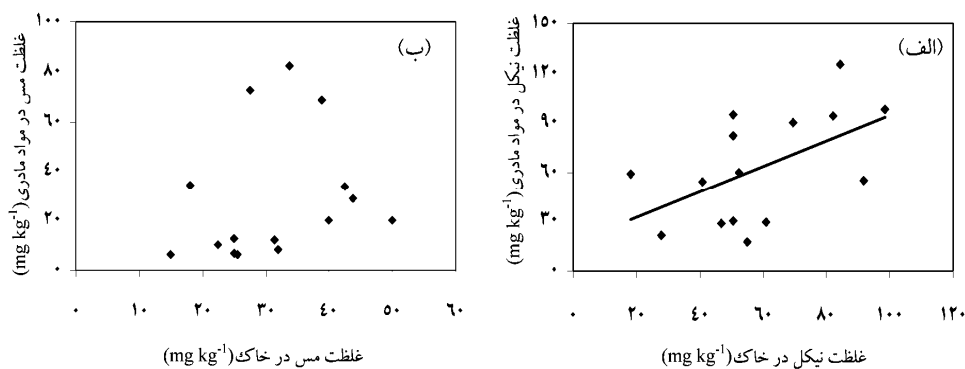 (الف)
غلظت نیکل در مواد مادری (mg kg-1)
۱۵۰
۱۲۰
۹۰
۶۰
۳۰
۰
۰ ۲۰ ۴۰ ۶۰ ۸۰ ۱۰۰ ۱۲۰
غلظت نیکل در خاک (mg kg-1)
(ب)
غلظت مس در مواد مادری (mg kg-1)
۱۰۰
۸۰
۶۰
۴۰
۲۰
۰
۰ ۱۰ ۲۰ ۳۰ ۴۰ ۵۰ ۶۰
غلظت مس در خاک (mg kg-1)